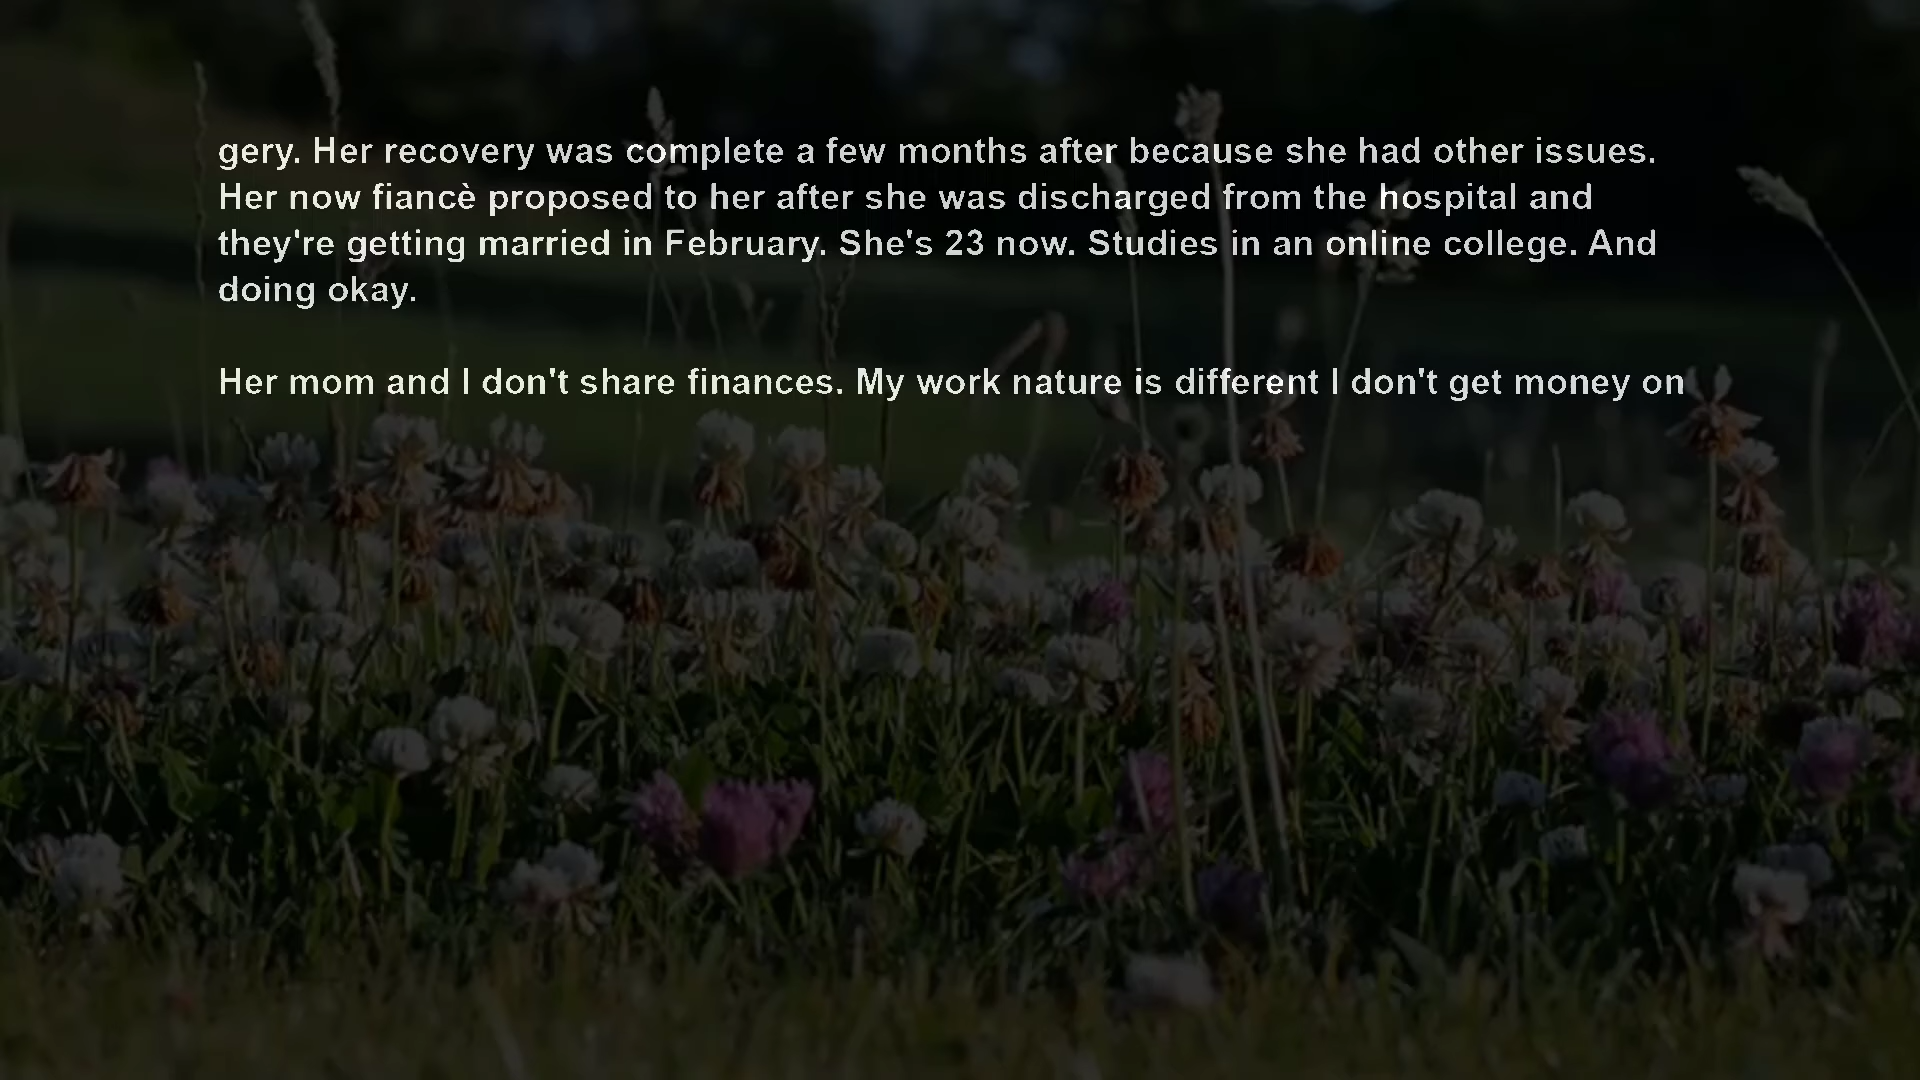 gery. Her recovery was complete a few months after because she had other issues.
Her now fiancè proposed to her after she was discharged from the hospital and
they're getting married in February. She's 23 now. Studies in an online college. And
doing okay.
Her mom and I don't share finances. My work nature is different I don't get money on